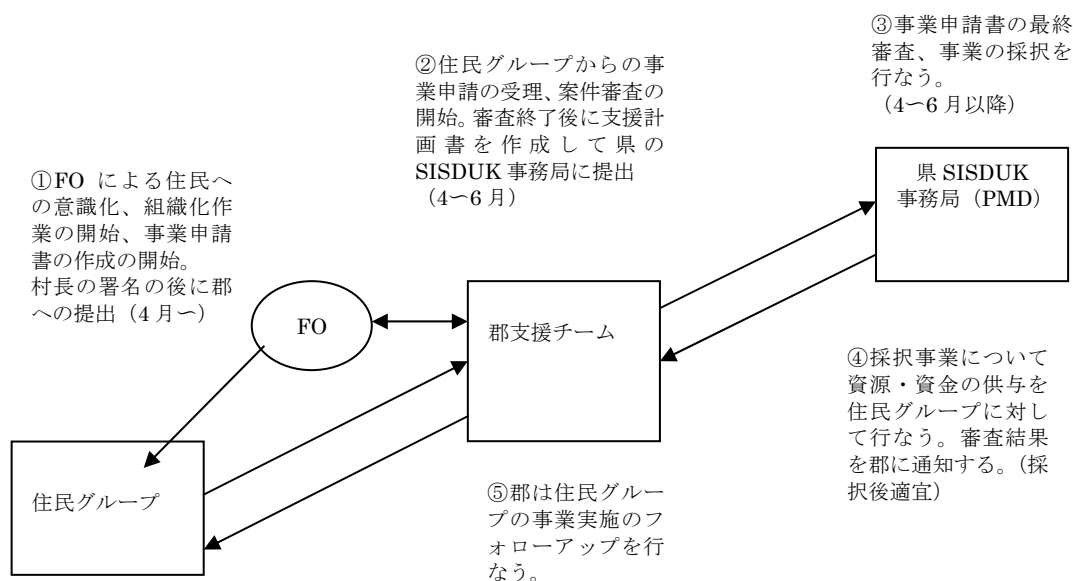 ①FO による住民へ
の意識化、組織化作
業の開始、事業申請
書の作成の開始。
村長の署名の後に郡
への提出（4 月〜）
②住民グループからの事
業申請の受理、案件審査の
開始。審査終了後に支援計
画書を作成して県の
SISDUK 事務局に提出
（4〜6 月）
③事業申請書の最終
審査、事業の採択を
行なう。
（4〜6 月以降）
県 SISDUK
事務局（PMD）
FO
郡支援チーム
住民グループ
④採択事業について
資源・資金の供与を
住民グループに対し
て行なう。審査結果
を郡に通知する。（採
択後適宜）
⑤郡は住民グルー
プの事業実施のフ
ォローアップを行
なう。